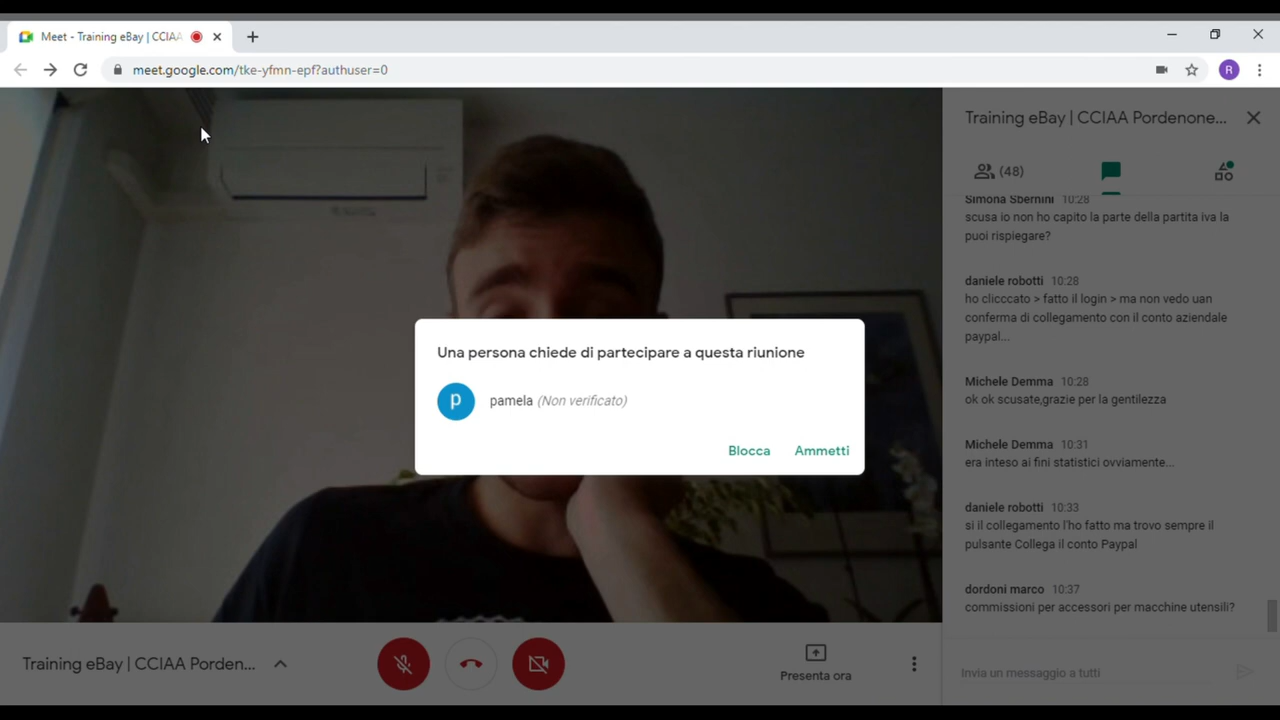 Meet - Training eBay | CCIAA
meet.google.com/tke-yfmn-epf?authuser=0
R
Training eBay | CCIAA Pordenone...
(48)
Simona Sbernini 10:28
scusa io non ho capito la parte della partita iva la
puoi rispiegare?
daniele robotti 10:28
ho clicccato > fatto il login > ma non vedo uan
conferma di collegamento con il conto aziendale
paypal...
Michele Demma 10:28
ok ok scusate,grazie per la gentilezza
Michele Demma 10:31
era inteso ai fini statistici ovviamente...
daniele robotti 10:33
si il collegamento l'ho fatto ma trovo sempre il
pulsante Collega il conto Paypal
dordoni marco 10:37
commissioni per accessori per macchine utensili?
Invia un messaggio a tutti
Una persona chiede di partecipare a questa riunione
p
pamela (Non verificato)
Blocca Ammetti
Training eBay | CCIAA Porden...
Presenta ora